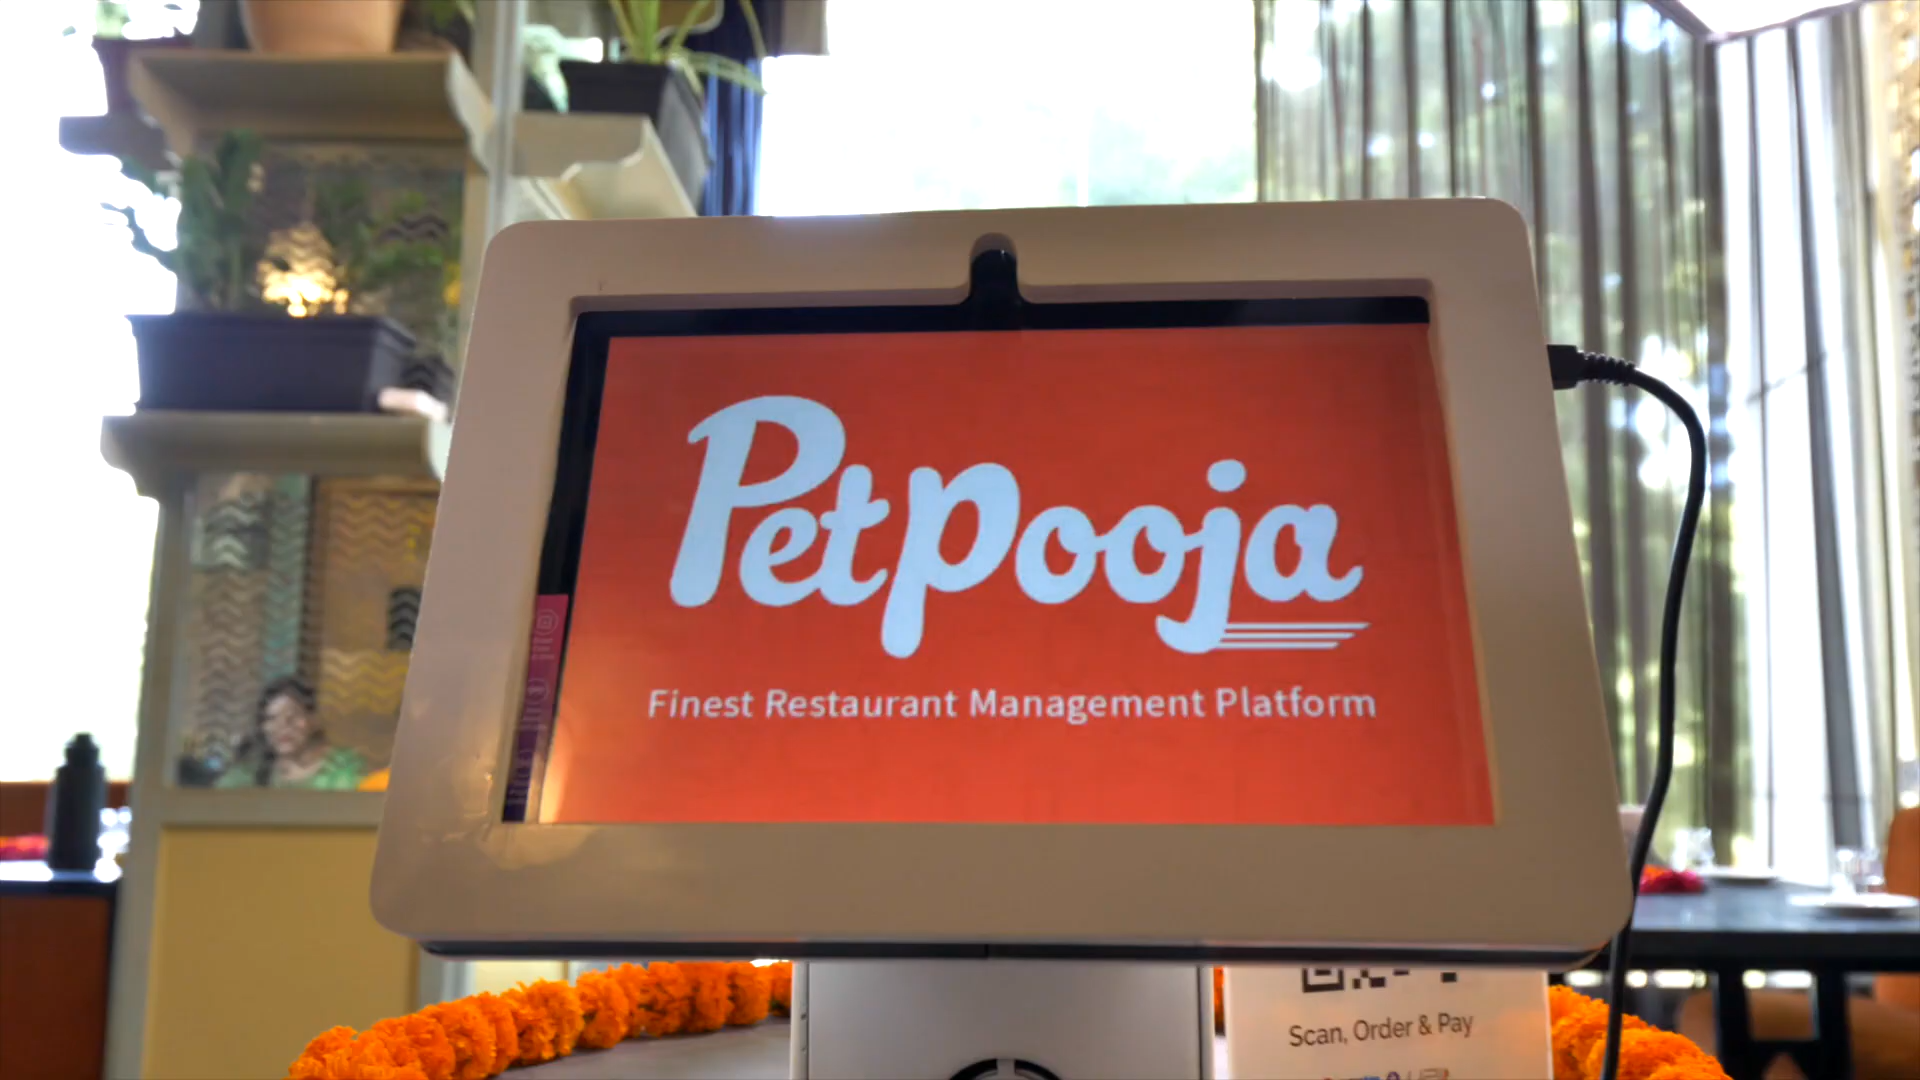 Petpooja
Finest Restaurant Management Platform
Scan, Order & Pay